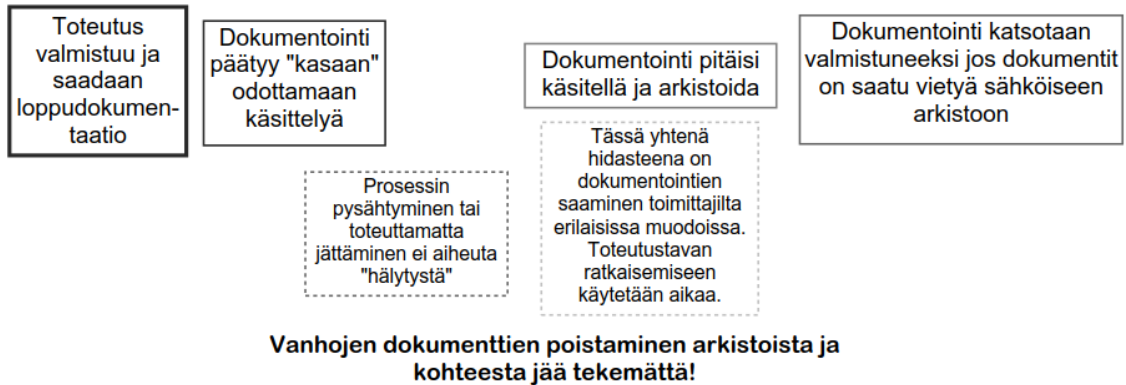 Toteutus
valmistuu ja
saadaan
loppudokumen-
taatio
Dokumentointi
päätyy "kasaan"
odottamaan
käsittelyä
Dokumentointi pitäisi
käsitellä ja arkistoida
Dokumentointi katsotaan
valmistuneeksi jos dokumentit
on saatu vietyä sähköiseen
arkistoon
Prosessin
pysähtyminen tai
toteuttamatta
jättäminen ei aiheuta
"hälytystä"
Tässä yhtenä
hidasteena on
dokumentointien
saaminen toimittajilta
erilaisissa muodoissa.
Toteutustavan
ratkaisemiseen
käytetään aikaa.
Vanhojen dokumenttien poistaminen arkistoista ja
kohteesta jää tekemättä!